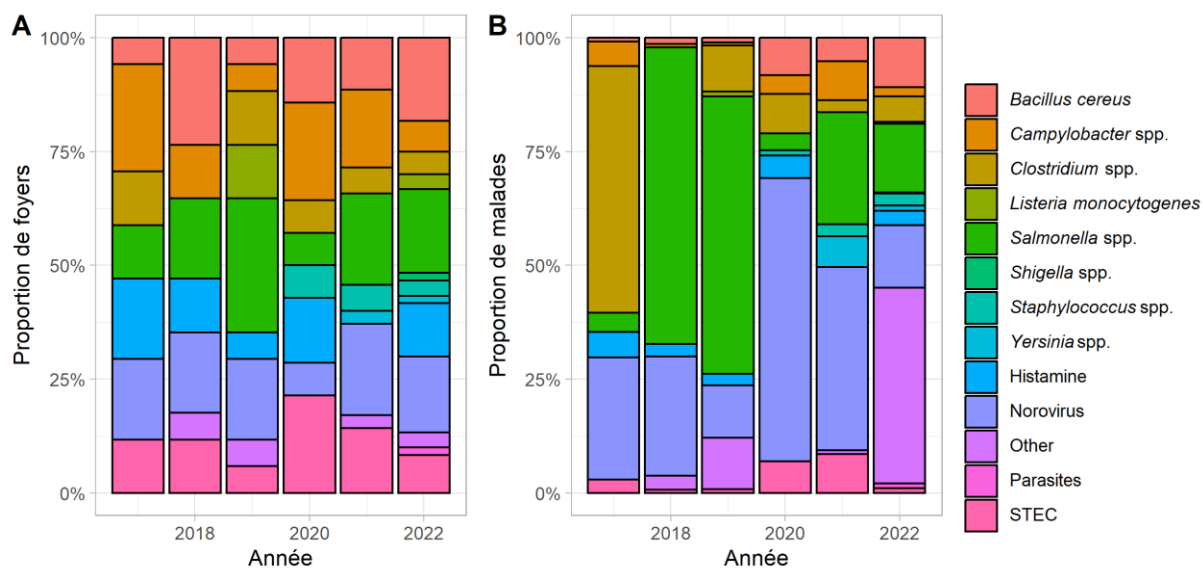 A
Proportion de foyers
100%
75%
50%
25%
0%
2018
2020
2022
Année
B
Proportion de malades
100%
75%
50%
25%
0%
2018
2020
2022
Année
Bacillus cereus
Campylobacter spp.
Clostridium spp.
Listeria monocytogenes
Salmonella spp.
Shigella spp.
Staphylococcus spp.
Yersinia spp.
Histamine
Norovirus
Other
Parasites
STEC